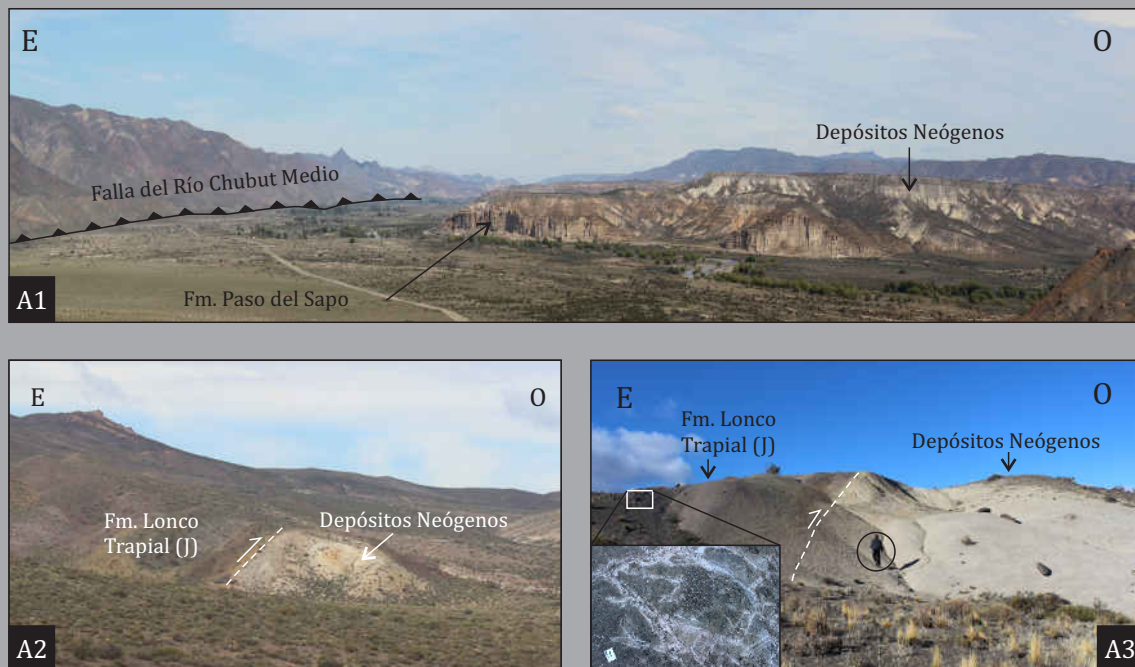 E
O
Depósitos Neógenos
Falla del Río Chubut Medio
Fm. Paso del Sapo
A1
E
O
Fm. Lonco
Trapial (J)
Depósitos Neógenos
A2
E
O
Fm. Lonco
Trapial (J)
Depósitos Neógenos
A3